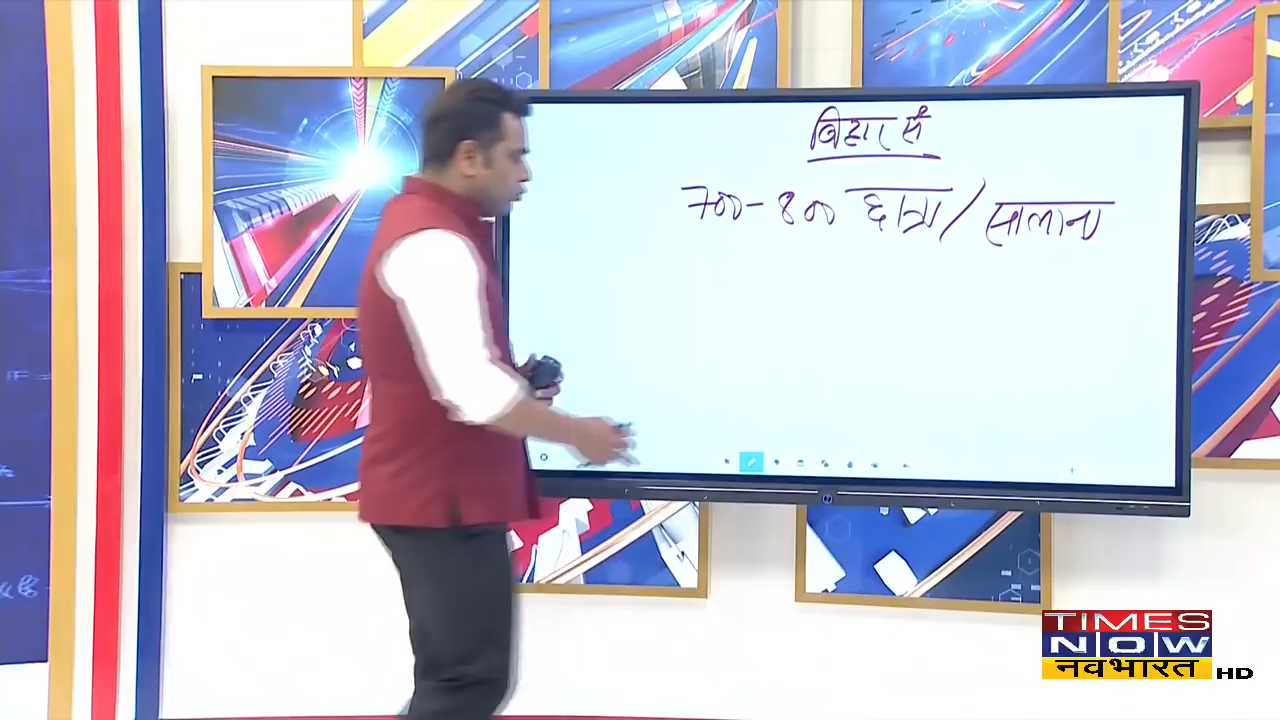 बिहार से
700-800 छात्र / सालाना
TIMES
NOW
नवभारत HD